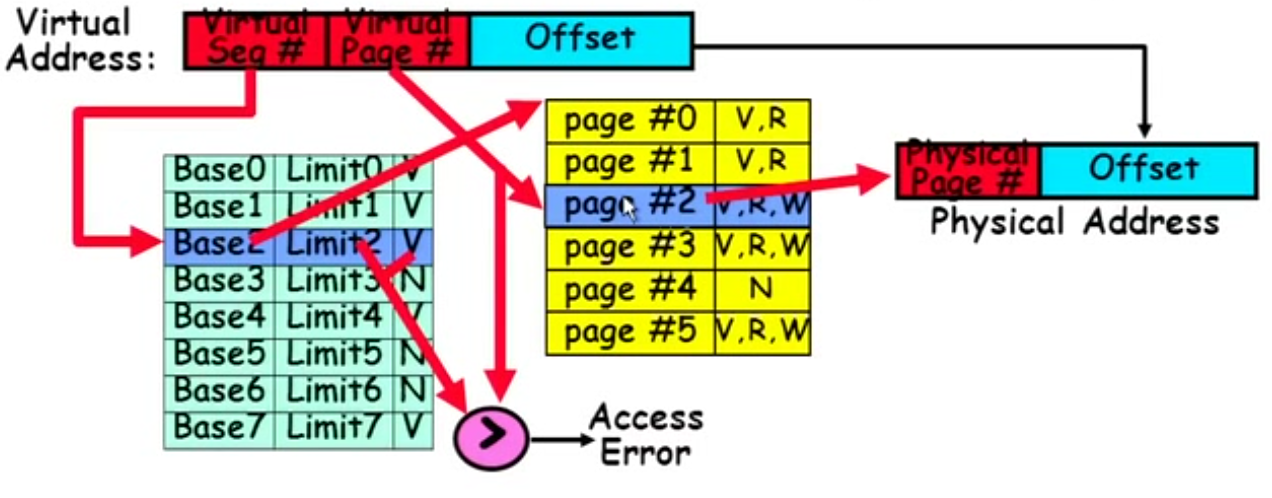 Virtual
Address:
Virtual
Seg #
Virtual
Page #
Offset
page #0 V,R
page #1 V,R
page #2 V,R,W
page #3 V,R,W
page #4 N
page #5 V,R,W
Physical
Page #
Offset
Physical Address
Base0 Limit0 V
Base1 Limit1 V
Base2 Limit2 V
Base3 Limit3 N
Base4 Limit4 V
Base5 Limit5 N
Base6 Limit6 N
Base7 Limit7 V
>
Access
Error